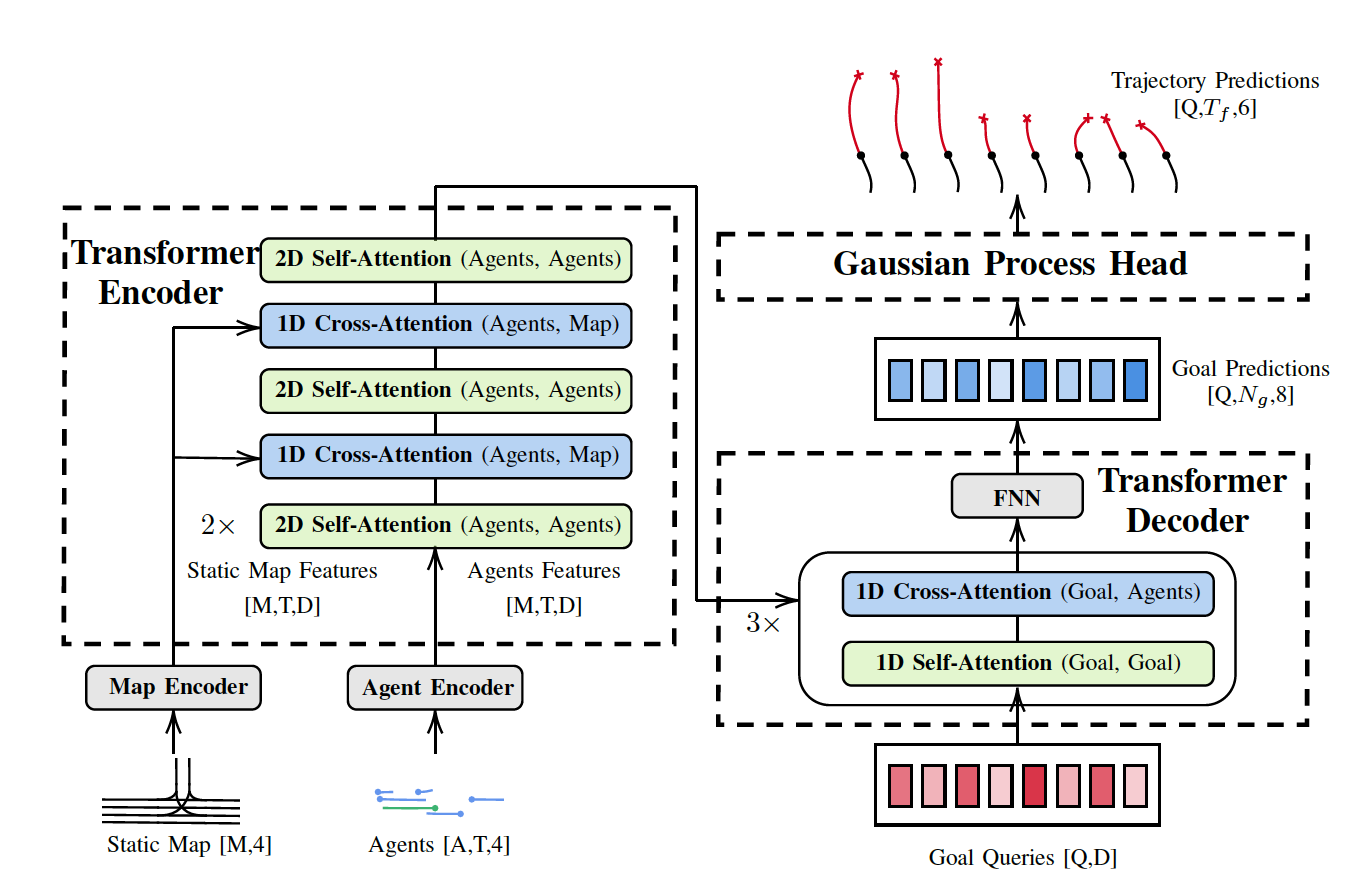 Trajectory Predictions
[Q,T_f,6]
Transformer
Encoder
2D Self-Attention (Agents, Agents)
1D Cross-Attention (Agents, Map)
2D Self-Attention (Agents, Agents)
1D Cross-Attention (Agents, Map)
2× 2D Self-Attention (Agents, Agents)
Static Map Features
[M,T,D]
Agents Features
[M,T,D]
Map Encoder
Agent Encoder
Static Map [M,4]
Agents [A,T,4]
Gaussian Process Head
Goal Predictions
[Q,N_g,8]
Transformer
Decoder
FNN
1D Cross-Attention (Goal, Agents)
3×
1D Self-Attention (Goal, Goal)
Goal Queries [Q,D]